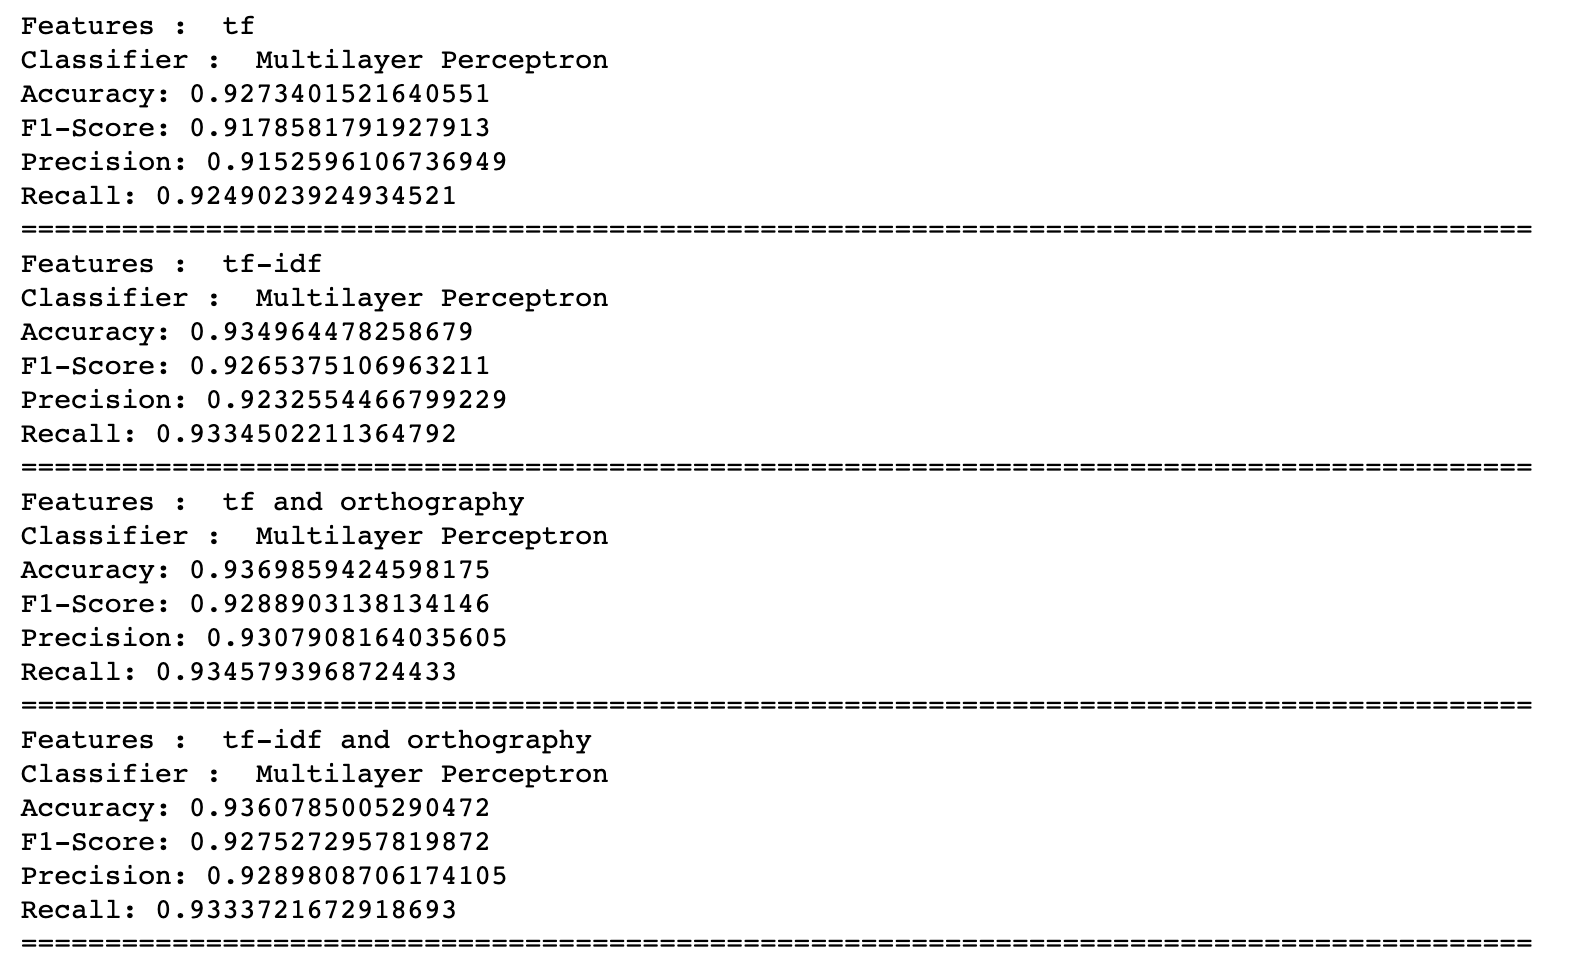 Features :  tf
Classifier :  Multilayer Perceptron
Accuracy: 0.9273401521640551
F1-Score: 0.9178581791927913
Precision: 0.9152596106736949
Recall: 0.9249023924934521
==========================================================================================
Features :  tf-idf
Classifier :  Multilayer Perceptron
Accuracy: 0.934964478258679
F1-Score: 0.9265375106963211
Precision: 0.9232554466799229
Recall: 0.9334502211364792
==========================================================================================
Features :  tf and orthography
Classifier :  Multilayer Perceptron
Accuracy: 0.9369859424598175
F1-Score: 0.9288903138134146
Precision: 0.9307908164035605
Recall: 0.9345793968724433
==========================================================================================
Features :  tf-idf and orthography
Classifier :  Multilayer Perceptron
Accuracy: 0.9360785005290472
F1-Score: 0.9275272957819872
Precision: 0.9289808706174105
Recall: 0.9333721672918693
==========================================================================================